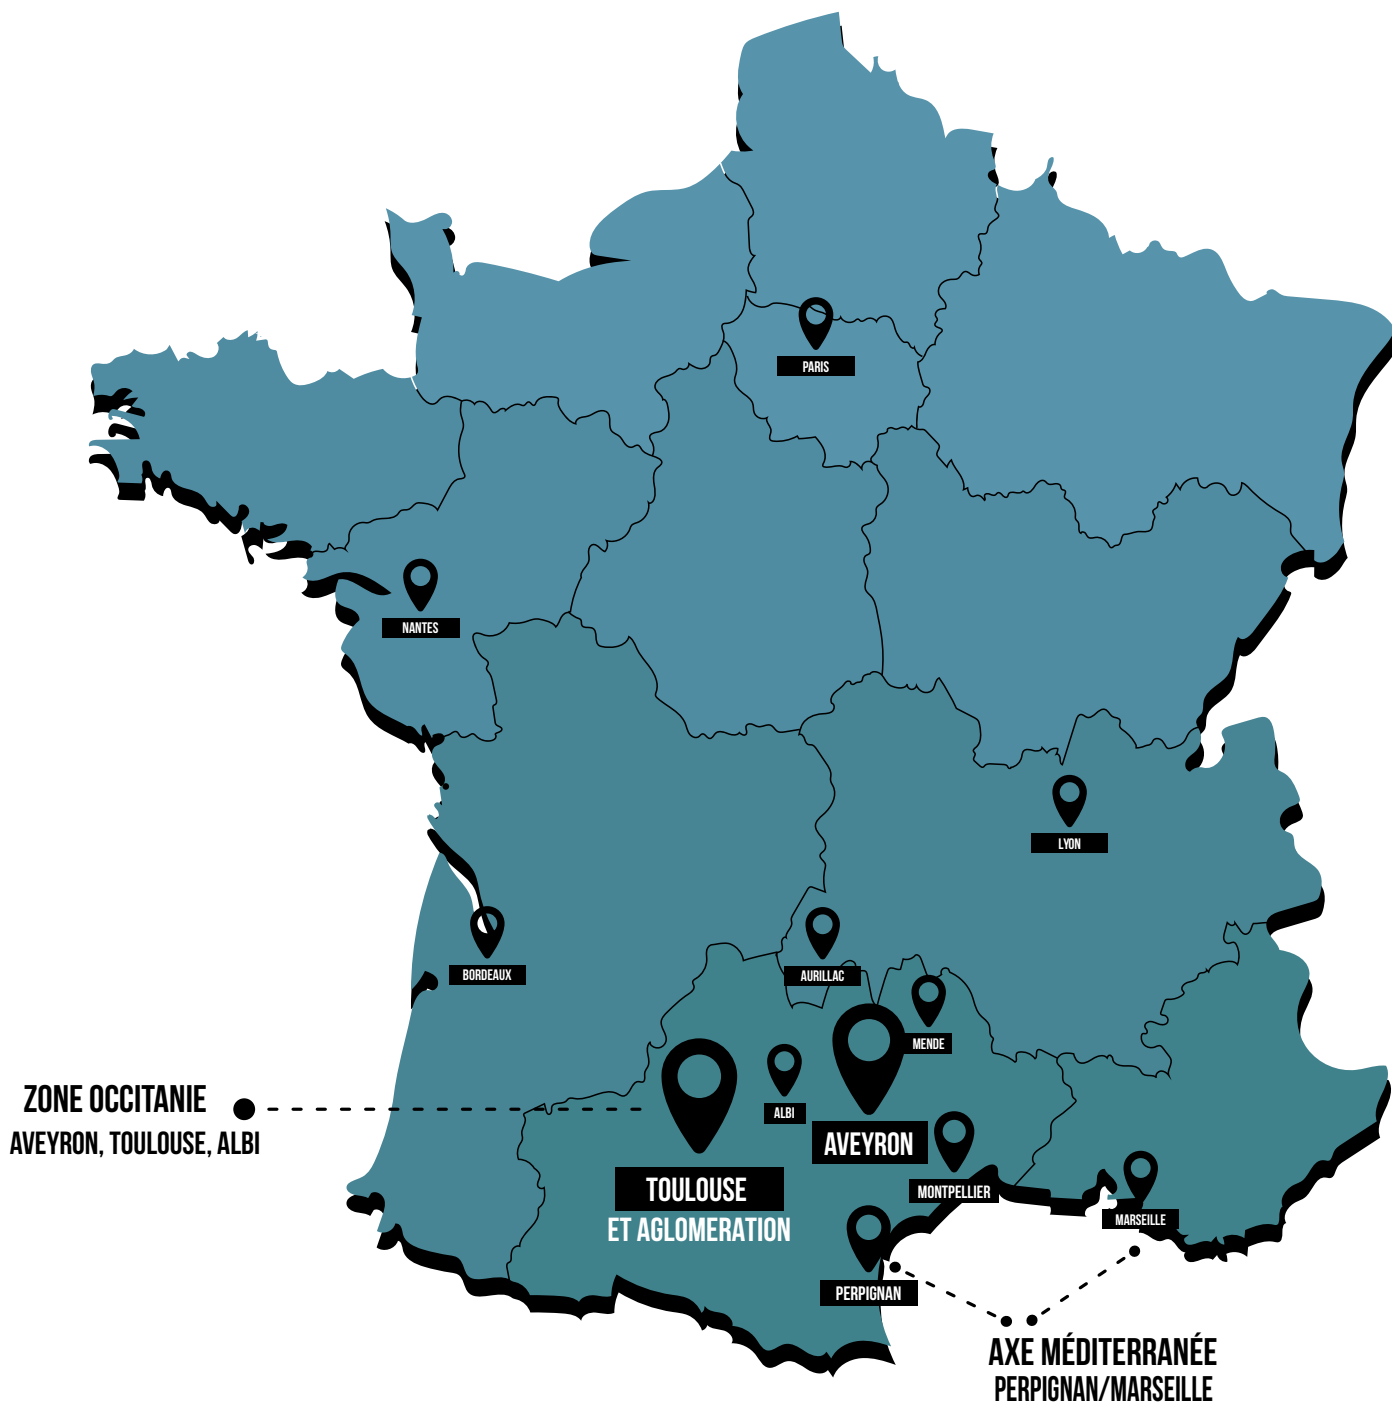 PARIS
NANTES
LYON
BORDEAUX
AURILLAC
MENDE
ZONE OCCITANIE
AVEYRON, TOULOUSE, ALBI
ALBI
AVEYRON
TOULOUSE
ET AGLOMERATION
MONTPELLIER
MARSEILLE
PERPIGNAN
AXE MÉDITERRANÉE
PERPIGNAN/MARSEILLE